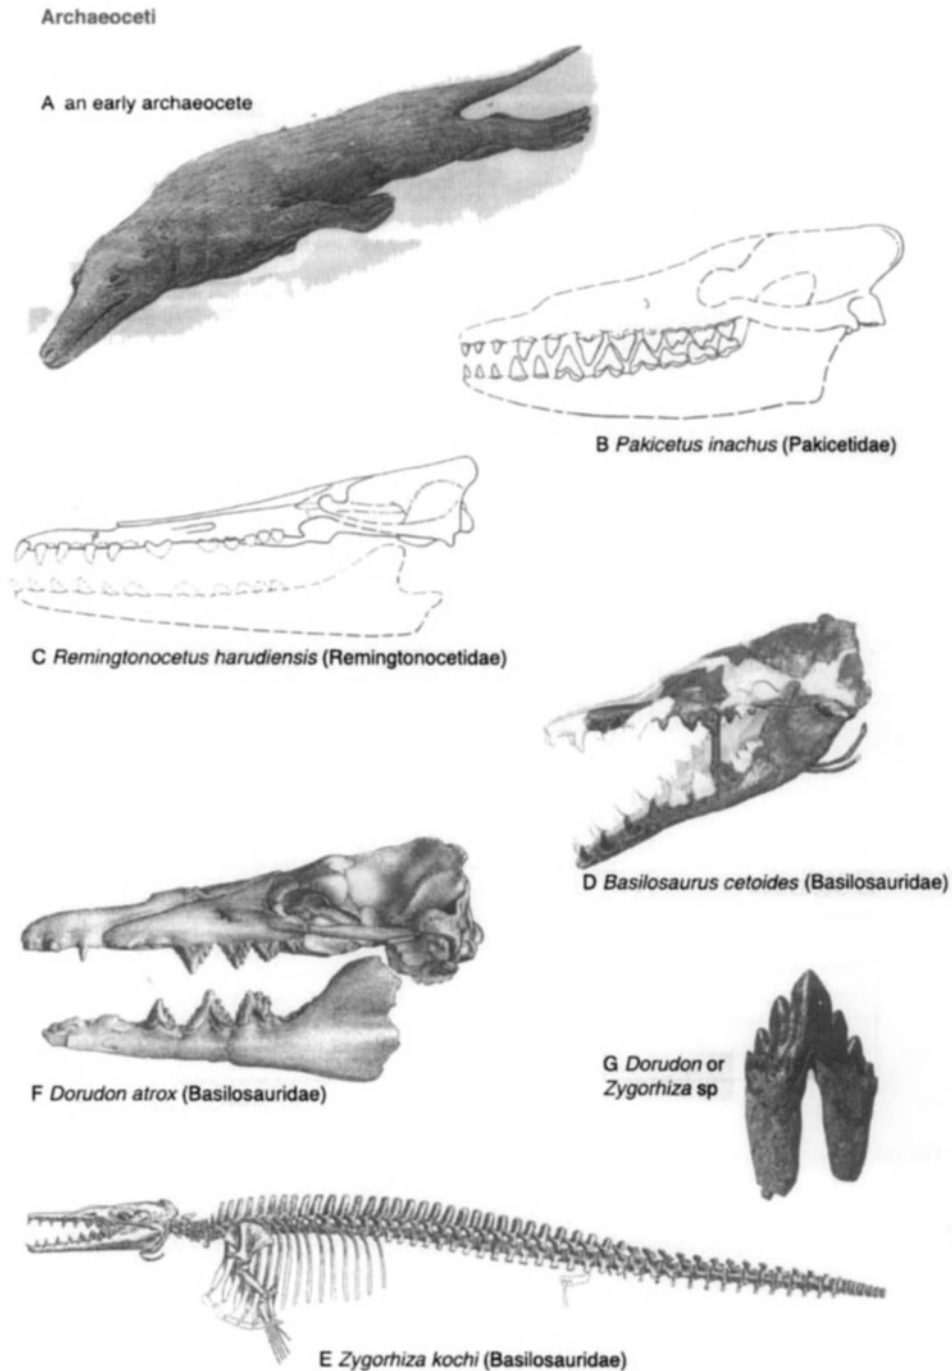 Archaeoceti
A an early archaeocete
B Pakicetus inachus (Pakicetidae)
C Remingtonocetus harudiensis (Remingtonocetidae)
D Basilosaurus cetoides (Basilosauridae)
F Dorudon atrox (Basilosauridae)
G Dorudon or
Zygorhiza sp
E Zygorhiza kochi (Basilosauridae)